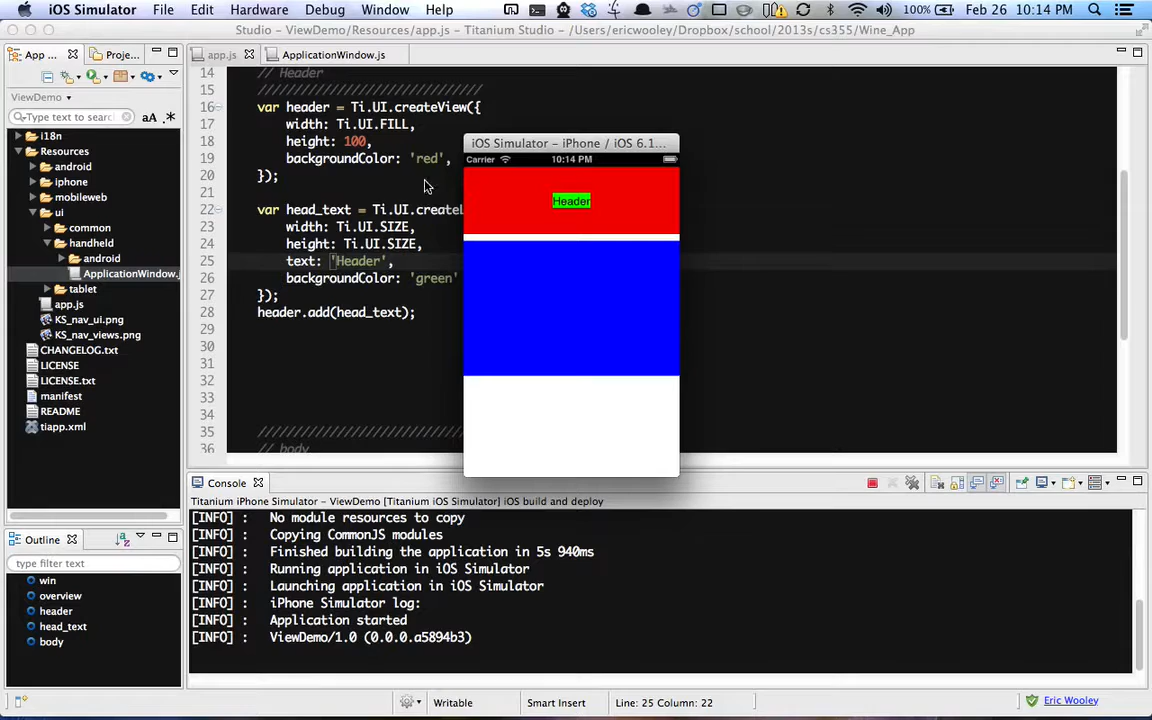 iOS Simulator File Edit Hardware Debug Window Help 100% Feb 26 10:14 PM
Studio – ViewDemo/Resources/app.js – Titanium Studio – /Users/ericwooley/Dropbox/school/2013s/cs355/Wine_App
App ...
Proje...
ViewDemo
Type text to searc
aA .*
i18n
Resources
android
iphone
mobileweb
ui
common
handheld
android
ApplicationWindow.j
tablet
app.js
KS_nav_ui.png
KS_nav_views.png
CHANGELOG.txt
LICENSE
LICENSE.txt
manifest
README
tiapp.xml
Outline
type filter text
win
overview
header
head_text
body
app.js ApplicationWindow.js
14 // Header
15 ////////////////////////////////
16 var header = Ti.UI.createView({
17 width: Ti.UI.FILL,
18 height: 100,
19 backgroundColor: 'red',
20 });
21
22 var head_text = Ti.UI.createL
23 width: Ti.UI.SIZE,
24 height: Ti.UI.SIZE,
25 text: 'Header',
26 backgroundColor: 'green'
27 });
28 header.add(head_text);
29
30
31
32
33
34
35 /////////////////////////////
36 // body
iOS Simulator – iPhone / iOS 6.1...
Carrier 10:14 PM
Header
Console
Titanium iPhone Simulator – ViewDemo [Titanium iOS Simulator] iOS build and deploy
[INFO] : No module resources to copy
[INFO] : Copying CommonJS modules
[INFO] : Finished building the application in 5s 940ms
[INFO] : Running application in iOS Simulator
[INFO] : Launching application in iOS Simulator
[INFO] : iPhone Simulator log:
[INFO] : Application started
[INFO] : ViewDemo/1.0 (0.0.0.a5894b3)
Writable Smart Insert Line: 25 Column: 22 Eric Wooley